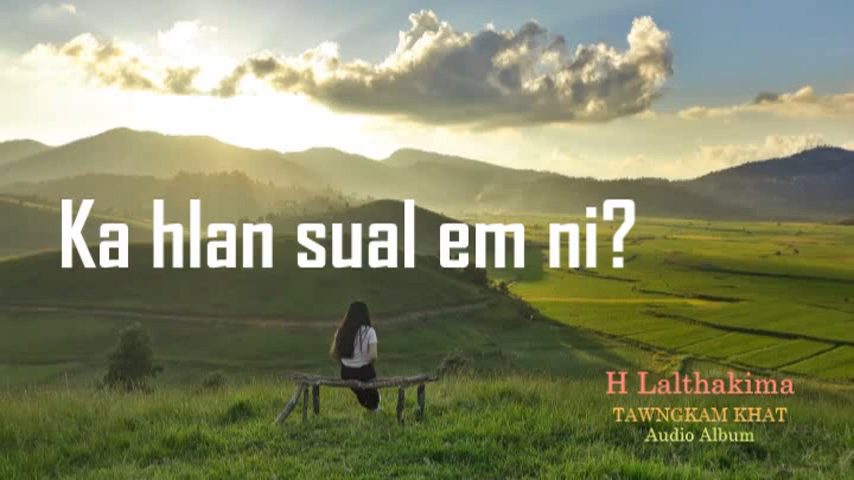 Ka hlan sual em ni?
H Lalthakima
TAWNGKAM KHAT
Audio Album